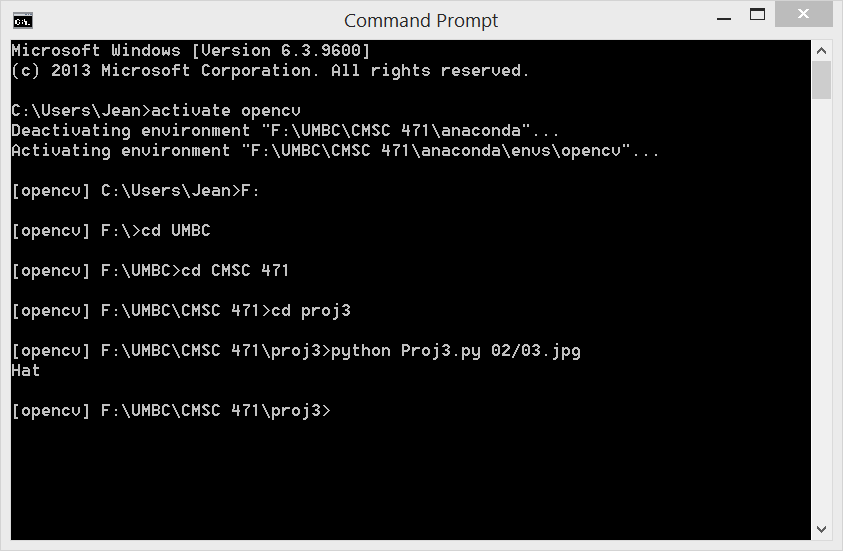 Command Prompt
Microsoft Windows [Version 6.3.9600]
(c) 2013 Microsoft Corporation. All rights reserved.
C:\Users\Jean>activate opencv
Deactivating environment "F:\UMBC\CMSC 471\anaconda"...
Activating environment "F:\UMBC\CMSC 471\anaconda\envs\opencv"...
[opencv] C:\Users\Jean>F:
[opencv] F:\>cd UMBC
[opencv] F:\UMBC>cd CMSC 471
[opencv] F:\UMBC\CMSC 471>cd proj3
[opencv] F:\UMBC\CMSC 471\proj3>python Proj3.py 02/03.jpg
Hat
[opencv] F:\UMBC\CMSC 471\proj3>